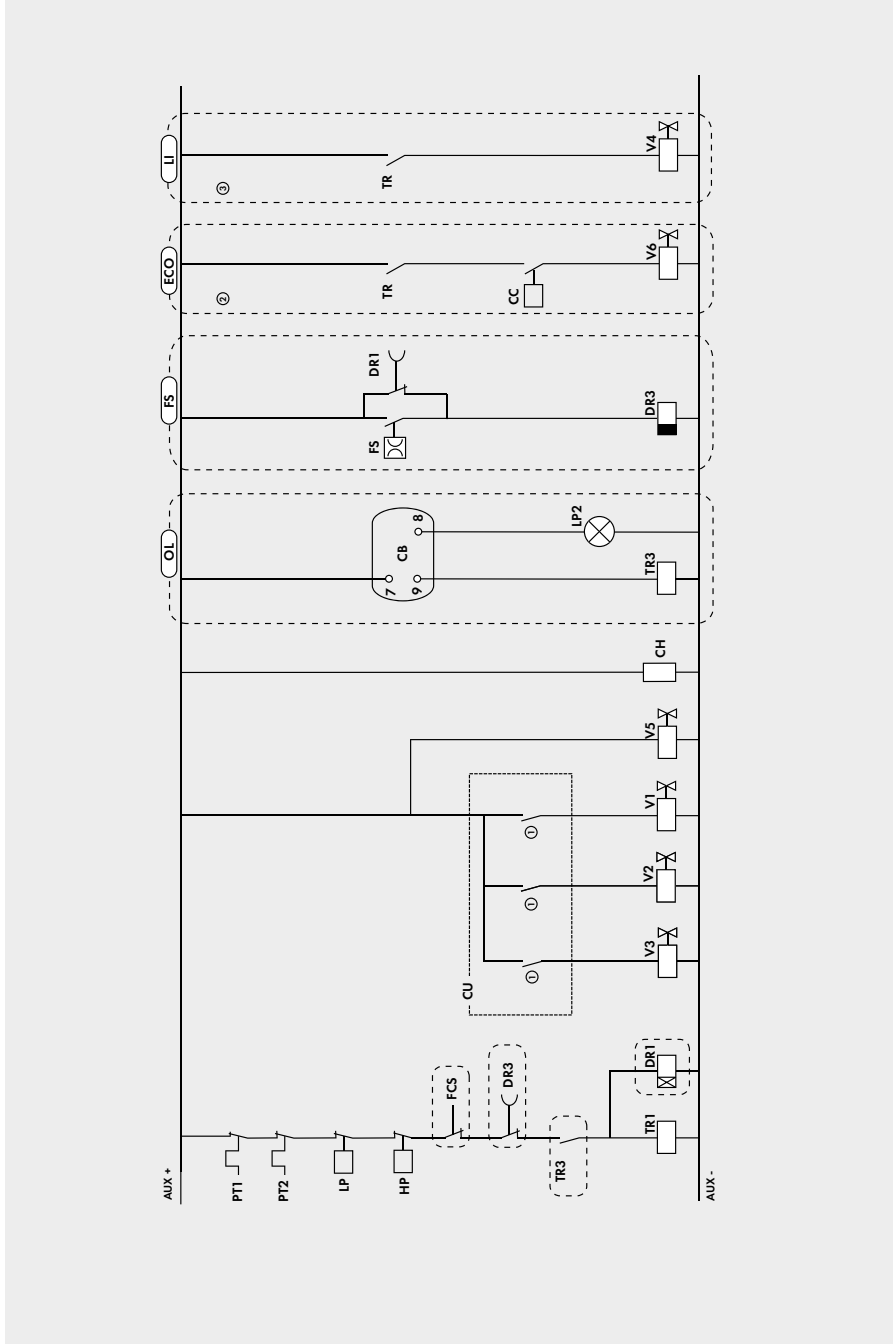 AUX +
OL
FS
ECO
LI
2
3
PT1
PT2
LP
HP
FS
DR1
TR
TR
7
CB
9
8
FCS
CU
DR3
CC
1
1
1
TR3
LP2
TR1
DR1
V3
V2
V1
V5
CH
TR3
DR3
V6
V4
AUX -